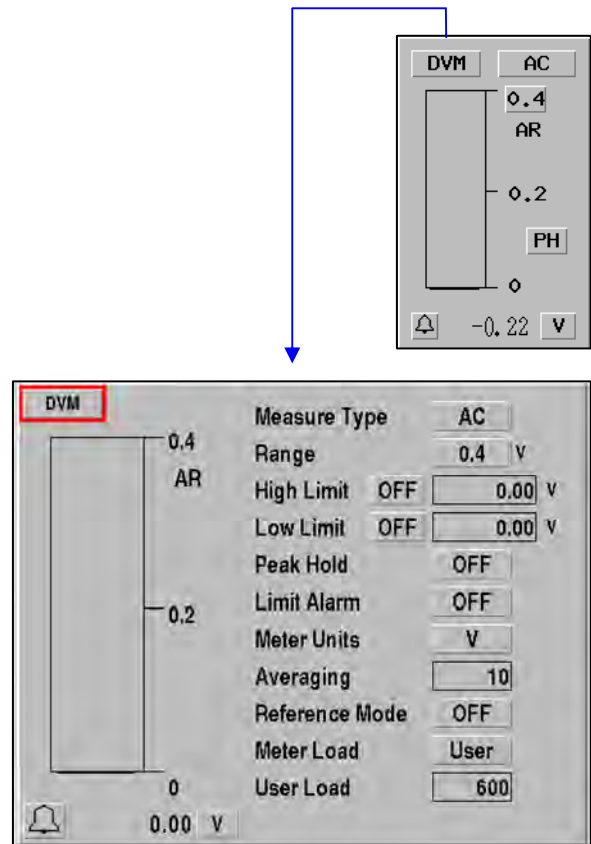 DVM AC
0.4
AR
0.2
PH
0
-0.22 V
DVM
0.4
AR
0.2
0
0.00 V
Measure Type AC
Range 0.4 V
High Limit OFF 0.00 V
Low Limit OFF 0.00 V
Peak Hold OFF
Limit Alarm OFF
Meter Units V
Averaging 10
Reference Mode OFF
Meter Load User
User Load 600